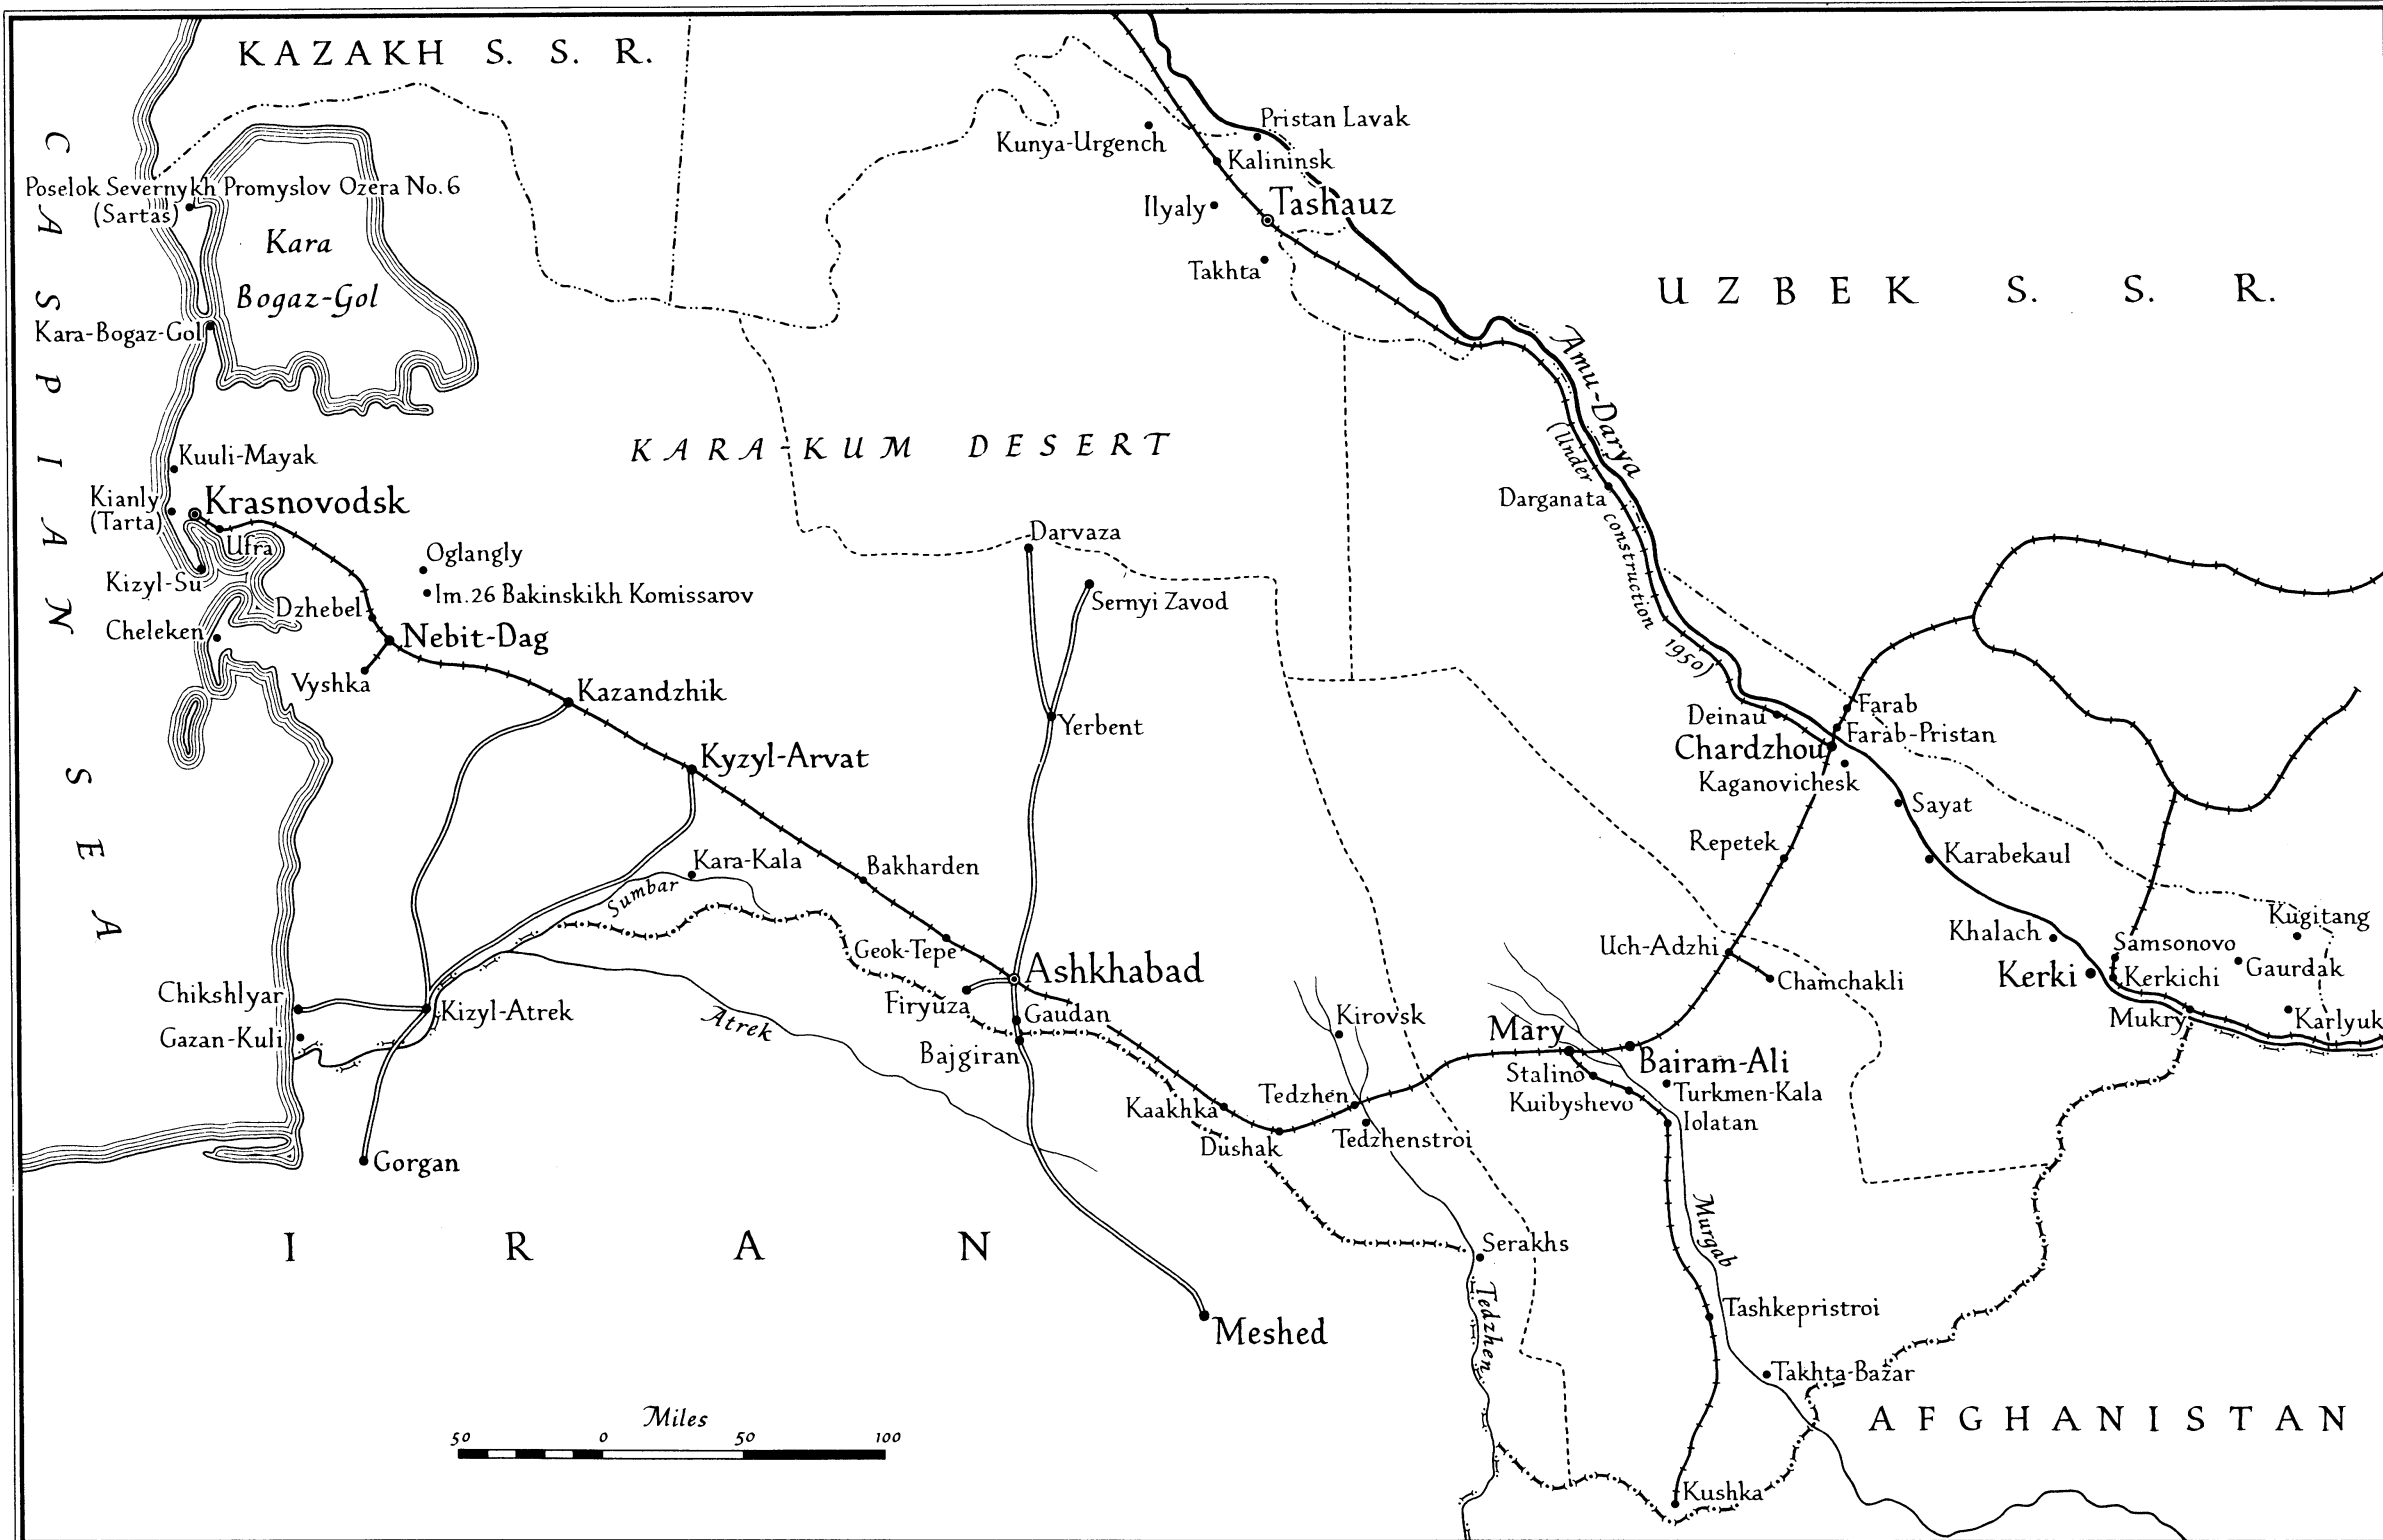 KAZAKH S. S. R.
CASPIAN SEA
Poselok Severnykh Promyslov Ozera No. 6
(Sartas)
Kara
Bogaz-Gol
Kara-Bogaz-Gol
Kunya-Urgench
Pristan Lavak
Kalininsk
Ilyaly
Tashauz
Takhta
UZBEK S. S. R.
Amu-Darya
(Under construction 1950)
Darganata
KARA-KUM DESERT
Kuuli-Mayak
Kianly
(Tarta)
Krasnovodsk
Ufra
Kizyl-Su
Oglangly
Im. 26 Bakinskikh Komissarov
Dzhebel
Cheleken
Nebit-Dag
Vyshka
Kazandzhik
Kyzyl-Arvat
Darvaza
Sernyi Zavod
Yerbent
Kara-Kala
Sumbar
Bakharden
Geok-Tepe
Ashkhabad
Firyuza
Gaudan
Bajgiran
Chikshlyar
Gazan-Kuli
Kizyl-Atrek
Atrek
Gorgan
Deinau
Farab
Farab-Pristan
Chardzhou
Kaganovichesk
Sayat
Repetek
Karabekaul
Uch-Adzhi
Chamchakli
Khalach
Kugitang
Samsonovo
Kerki
Kerkichi
Gaurdak
Mukry
Karlyuk
Kirovsk
Mary
Bairam-Ali
Stalino
Turkmen-Kala
Kuibyshevo
Iolatan
Kaakhka
Tedzhen
Dushak
Tedzhenstroi
Murgab
Serakhs
Tedzhen
Tashkepristroi
Takhta-Bazar
Kushka
Meshed
IRAN
AFGHANISTAN
Miles
50 0 50 100